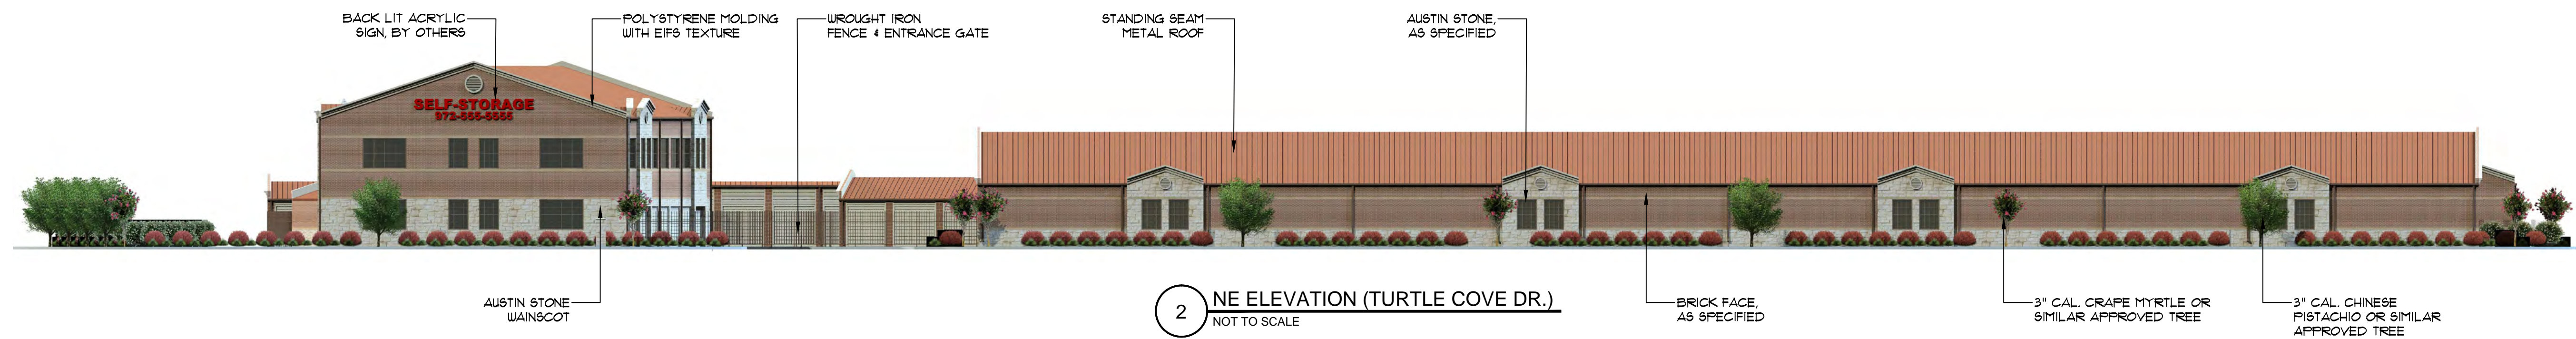 BACK LIT ACRYLIC
SIGN, BY OTHERS
POLYSTYRENE MOLDING
WITH EIFS TEXTURE
WROUGHT IRON
FENCE & ENTRANCE GATE
STANDING SEAM
METAL ROOF
AUSTIN STONE,
AS SPECIFIED
SELF-STORAGE
972-555-5555
AUSTIN STONE
WAINSCOT
2
NE ELEVATION (TURTLE COVE DR.)
NOT TO SCALE
BRICK FACE,
AS SPECIFIED
3" CAL. CRAPE MYRTLE OR
SIMILAR APPROVED TREE
3" CAL. CHINESE
PISTACHIO OR SIMILAR
APPROVED TREE